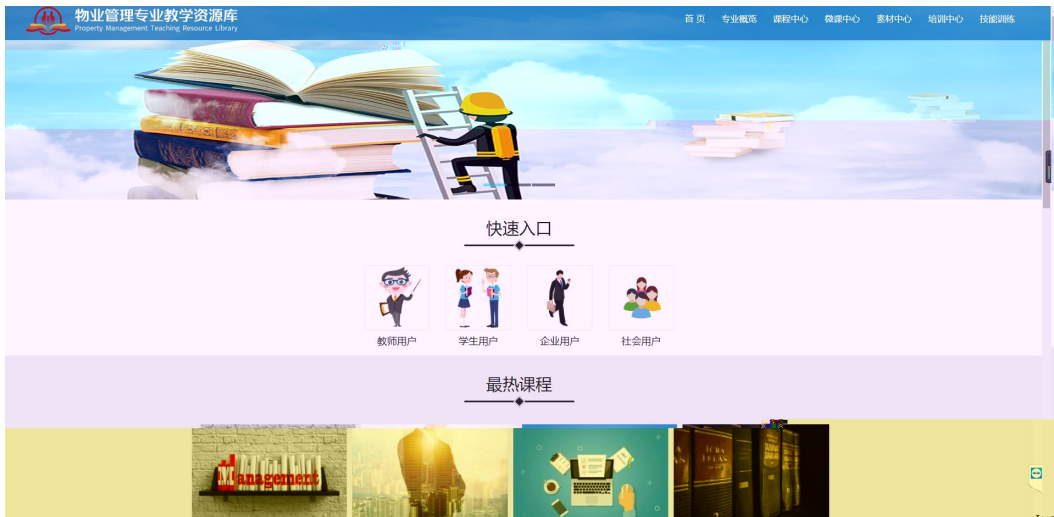 物业管理专业教学资源库
Property Management Teaching Resource Library
首页 专业概览 课程中心 微课中心 素材中心 培训中心 技能训练
快速入口
教师用户 学生用户 企业用户 社会用户
最热课程
Management